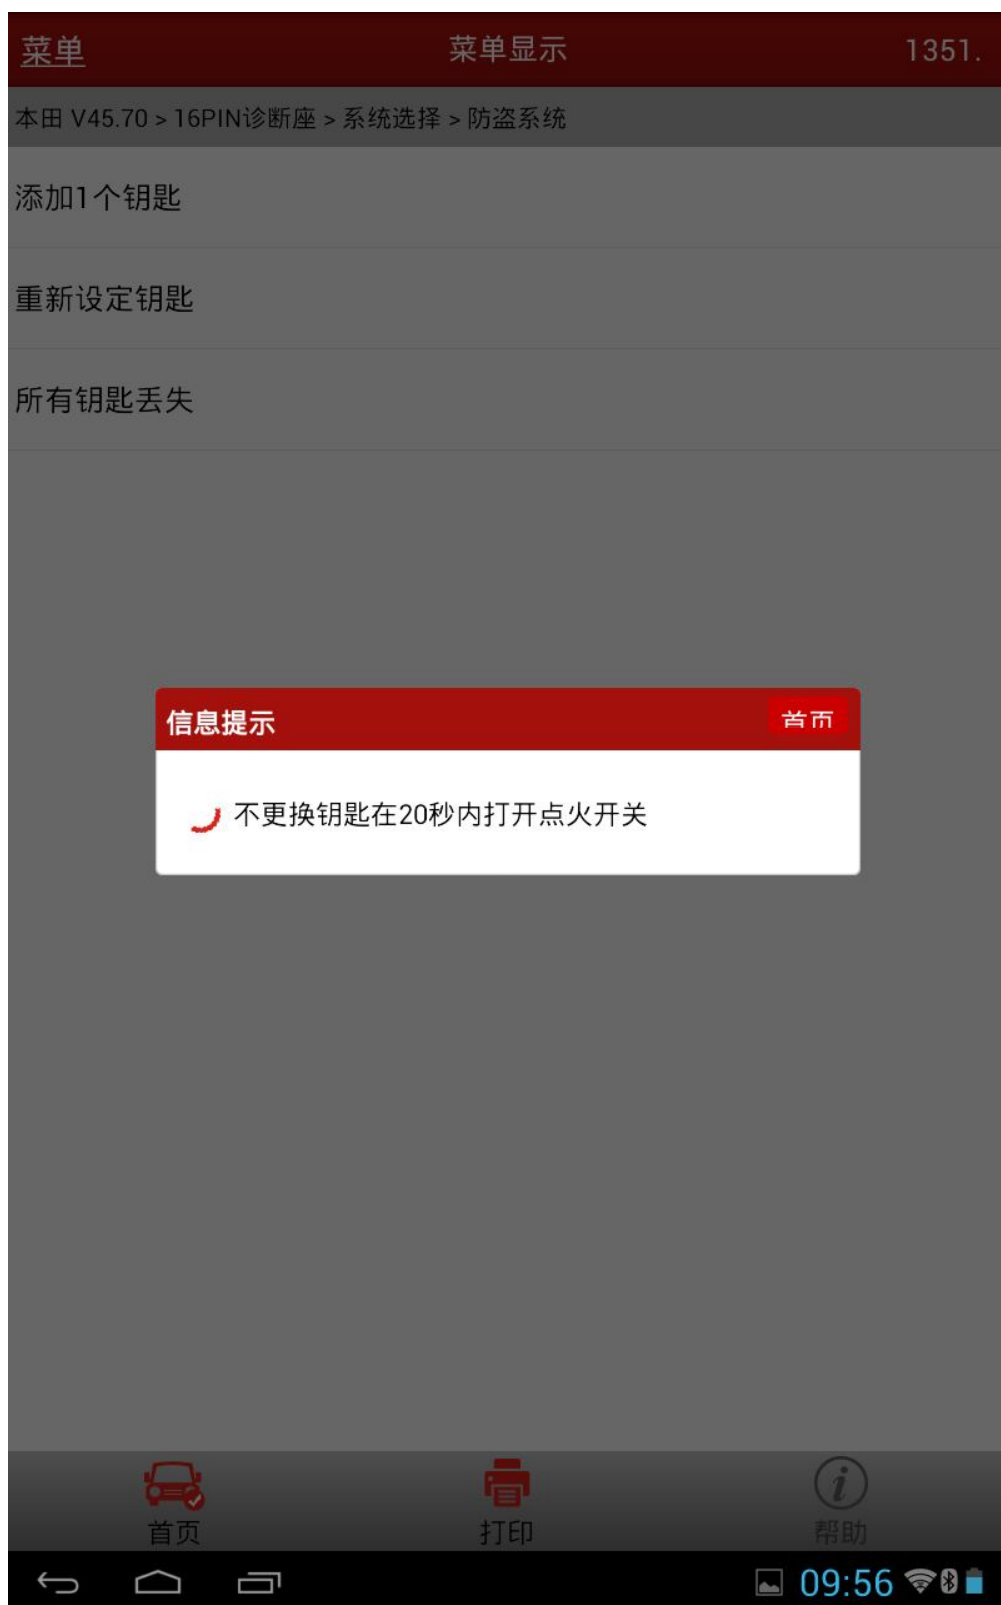 菜单 菜单显示 1351.
本田 V45.70 > 16PIN诊断座 > 系统选择 > 防盗系统
添加1个钥匙
重新设定钥匙
所有钥匙丢失
信息提示 首页
不更换钥匙在20秒内打开点火开关
首页 打印 帮助
09:56